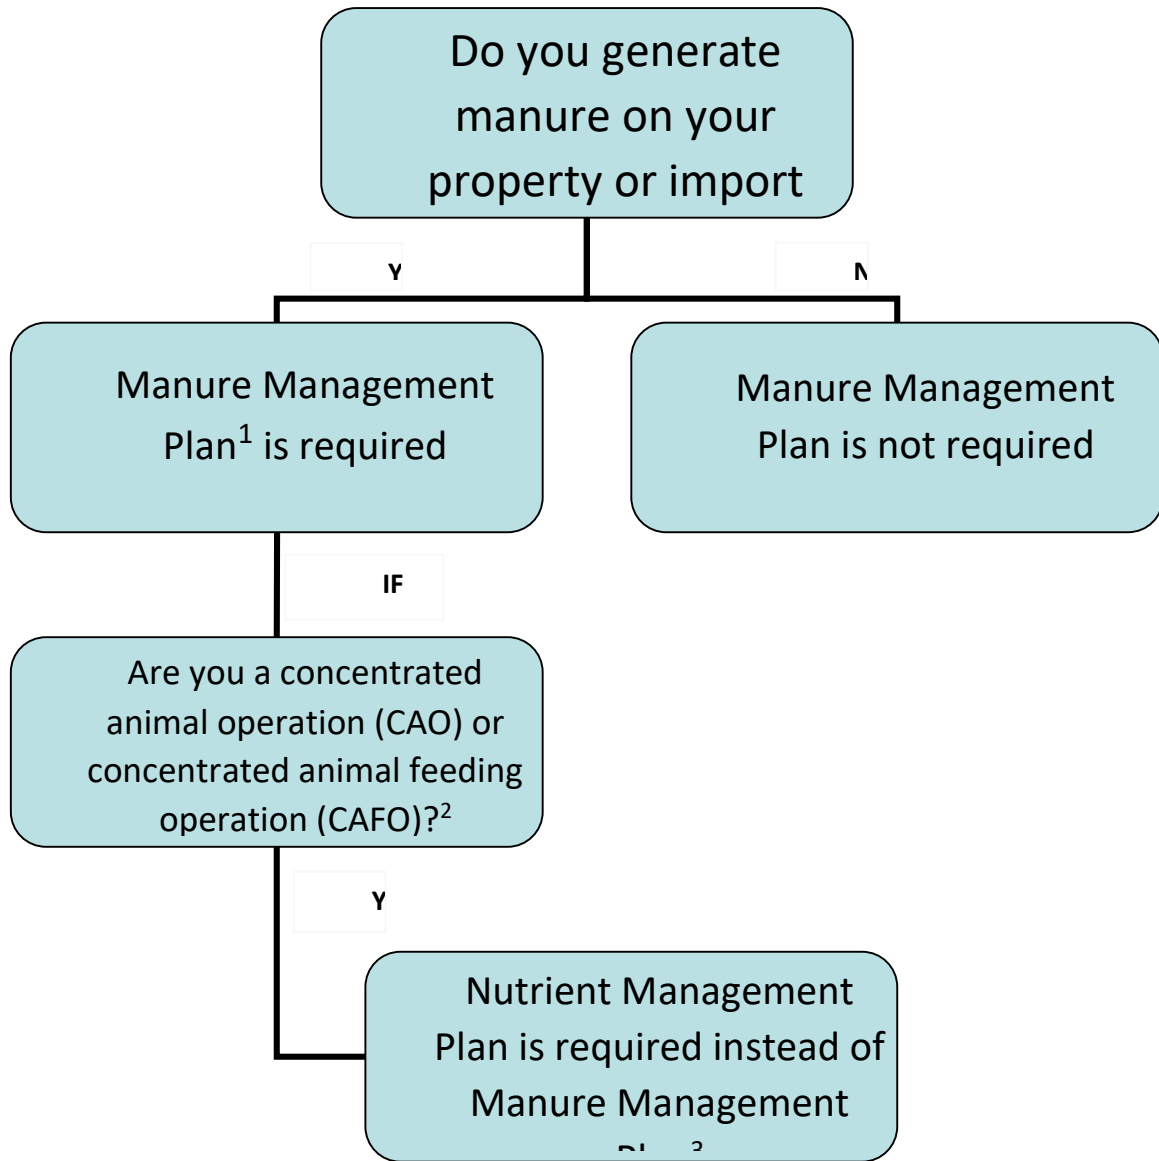 Do you generate
manure on your
property or import
Y
N
Manure Management
Plan¹ is required
Manure Management
Plan is not required
IF
Are you a concentrated
animal operation (CAO) or
concentrated animal feeding
operation (CAFO)?²
Y
Nutrient Management
Plan is required instead of
Manure Management
3